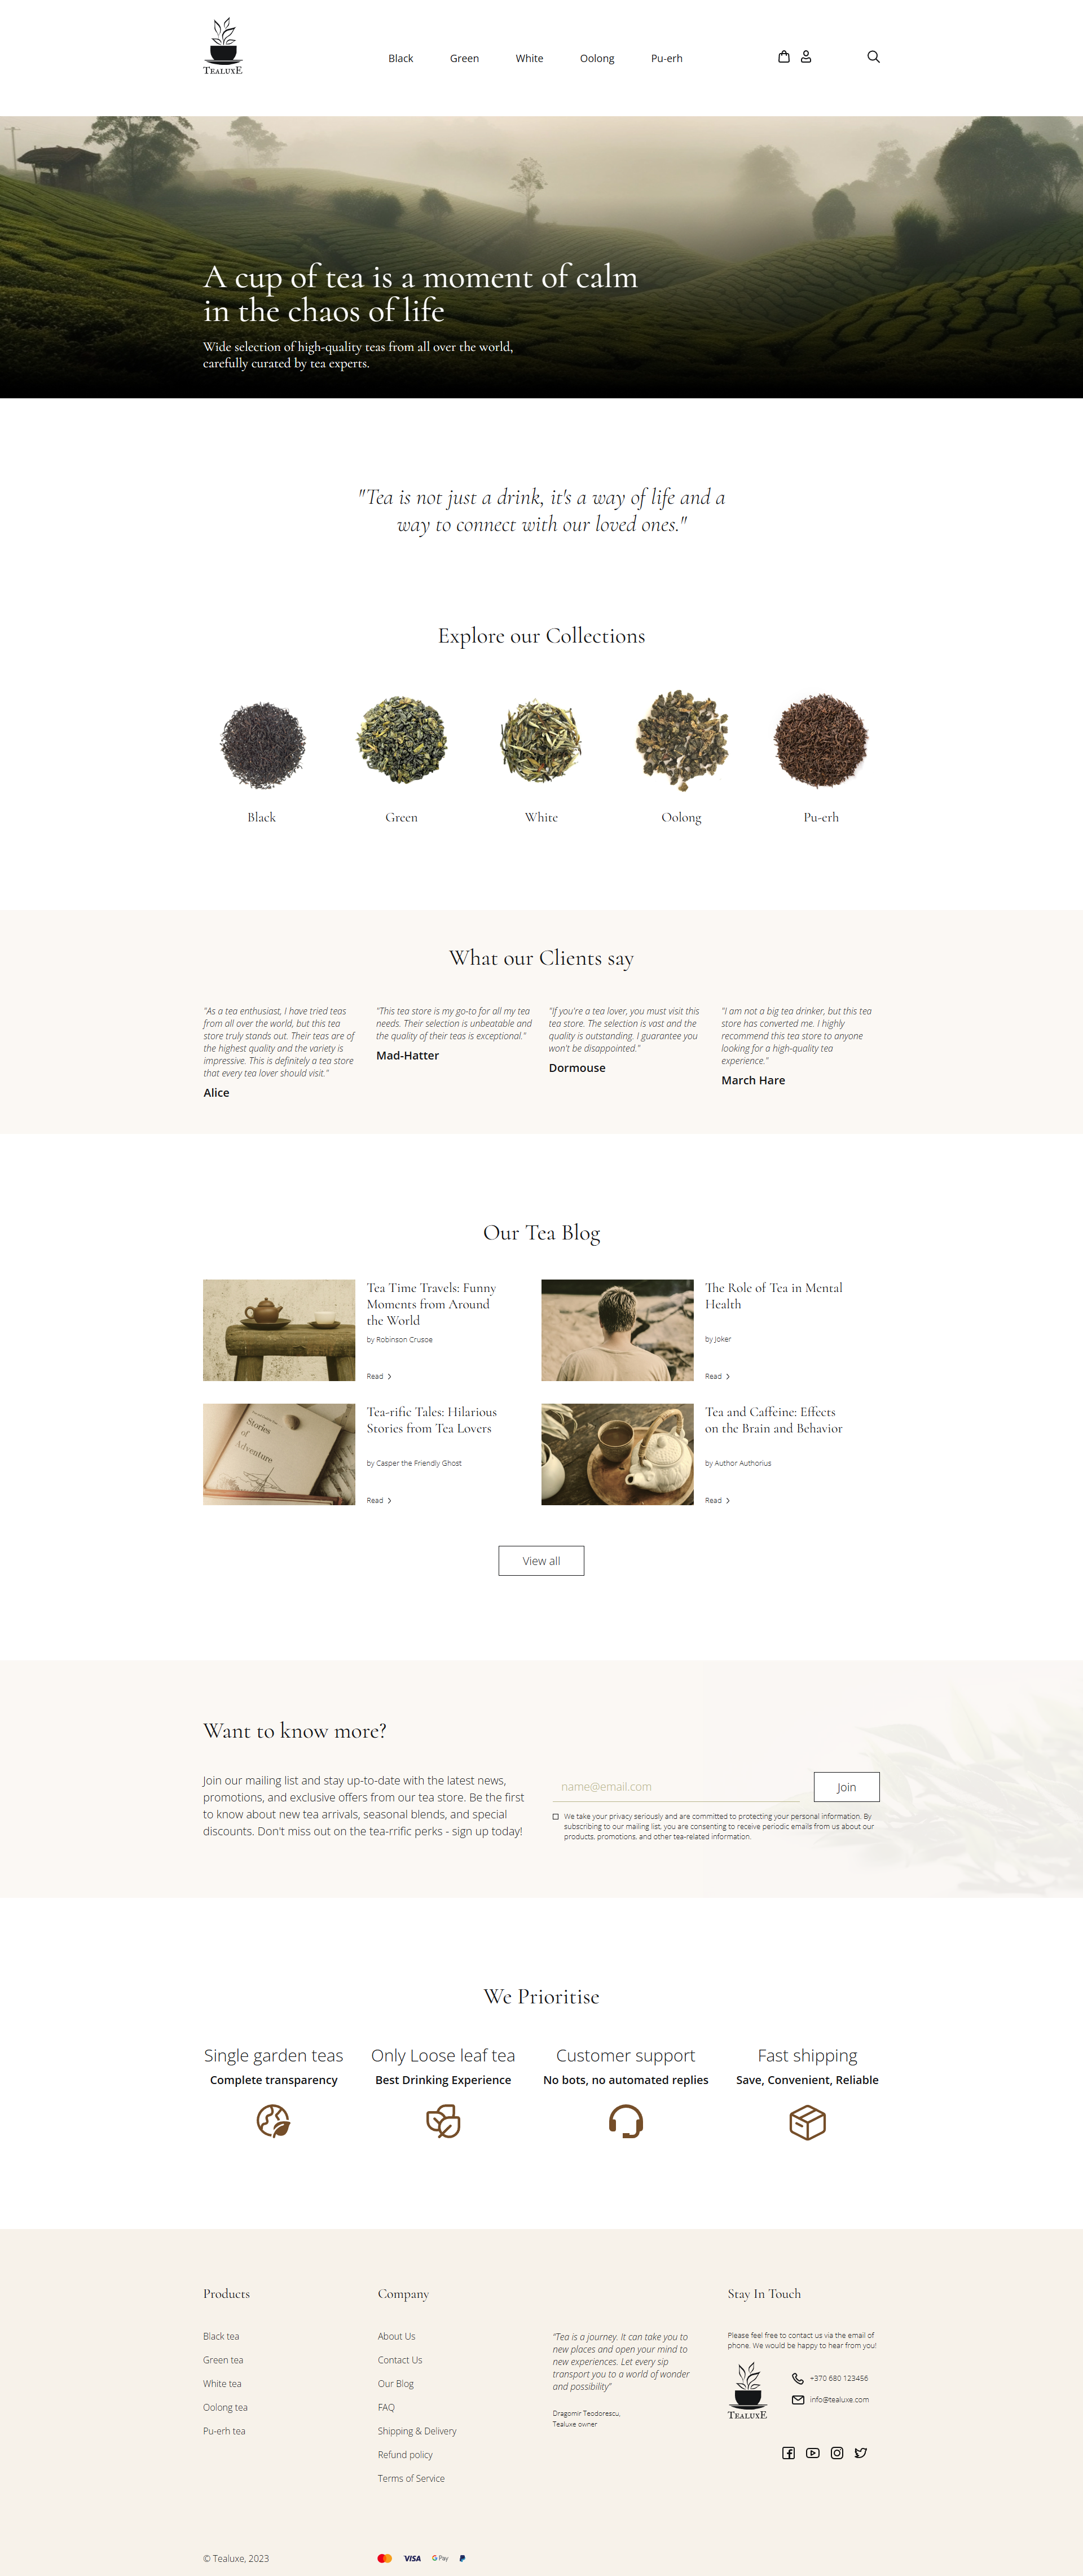 TEALUXE
Black
Green
White
Oolong
Pu-erh
A cup of tea is a moment of calm
in the chaos of life
Wide selection of high-quality teas from all over the world,
carefully curated by tea experts.
"Tea is not just a drink, it's a way of life and a
way to connect with our loved ones."
Explore our Collections
Black
Green
White
Oolong
Pu-erh
What our Clients say
"As a tea enthusiast, I have tried teas
from all over the world, but this tea
store truly stands out. Their teas are of
the highest quality and the variety is
impressive. This is definitely a tea store
that every tea lover should visit."
Alice
"This tea store is my go-to for all my tea
needs. Their selection is unbeatable and
the quality of their teas is exceptional."
Mad-Hatter
"If you're a tea lover, you must visit this
tea store. The selection is vast and the
quality is outstanding. I guarantee you
won't be disappointed."
Dormouse
"I am not a big tea drinker, but this tea
store has converted me. I highly
recommend this tea store to anyone
looking for a high-quality tea
experience."
March Hare
Our Tea Blog
Tea Time Travels: Funny
Moments from Around
the World
by Robinson Crusoe
Read
The Role of Tea in Mental
Health
by Joker
Read
Stories
of
Adventure
Tea-rific Tales: Hilarious
Stories from Tea Lovers
by Casper the Friendly Ghost
Read
Tea and Caffeine: Effects
on the Brain and Behavior
by Author Authorius
Read
View all
Want to know more?
Join our mailing list and stay up-to-date with the latest news,
promotions, and exclusive offers from our tea store. Be the first
to know about new tea arrivals, seasonal blends, and special
discounts. Don't miss out on the tea-rrific perks - sign up today!
name@email.com
Join
We take your privacy seriously and are committed to protecting your personal information. By
subscribing to our mailing list, you are consenting to receive periodic emails from us about our
products, promotions, and other tea-related information.
We Prioritise
Single garden teas
Complete transparency
Only Loose leaf tea
Best Drinking Experience
Customer support
No bots, no automated replies
Fast shipping
Save, Convenient, Reliable
Products
Black tea
Green tea
White tea
Oolong tea
Pu-erh tea
Company
About Us
Contact Us
Our Blog
FAQ
Shipping & Delivery
Refund policy
Terms of Service
"Tea is a journey. It can take you to
new places and open your mind to
new experiences. Let every sip
transport you to a world of wonder
and possibility"
Dragomir Teodorescu,
Tealuxe owner
Stay In Touch
Please feel free to contact us via the email of
phone. We would be happy to hear from you!
TEALUXE
+370 680 123456
info@tealuxe.com
© Tealuxe, 2023
VISA
G Pay